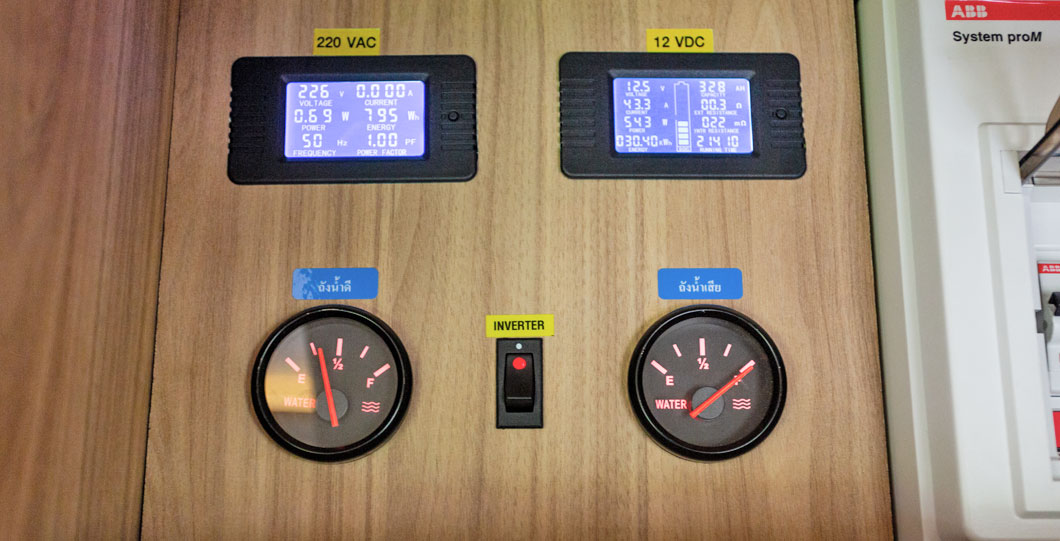 220 VAC
12 VDC
ABB
System proM
226 V 0.000 A
VOLTAGE CURRENT
0.69 W 795 Wh
POWER ENERGY
50 Hz 1.00 PF
FREQUENCY POWER FACTOR
12.5 V 328 AH
VOLTAGE CAPACITY
43.3 A 00.3 Ω
CURRENT EXT RESISTANCE
543 W 022 mΩ
POWER INTR RESISTANCE
030.40 kWh 21410
ENERGY RUNNING TIME
ABB
ถังน้ำดี
ถังน้ำเสีย
INVERTER
E ½ F
WATER
E ½
WATER